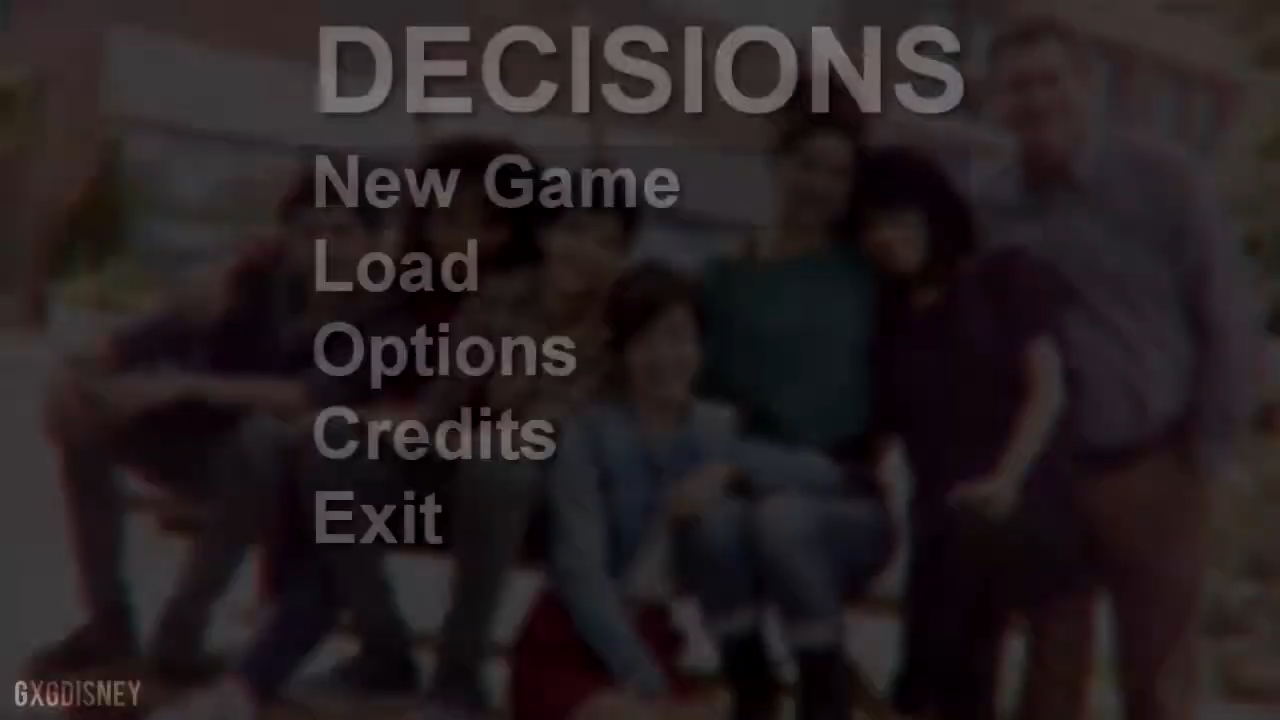 DECISIONS
New Game
Load
Options
Credits
Exit
GXGDISNEY